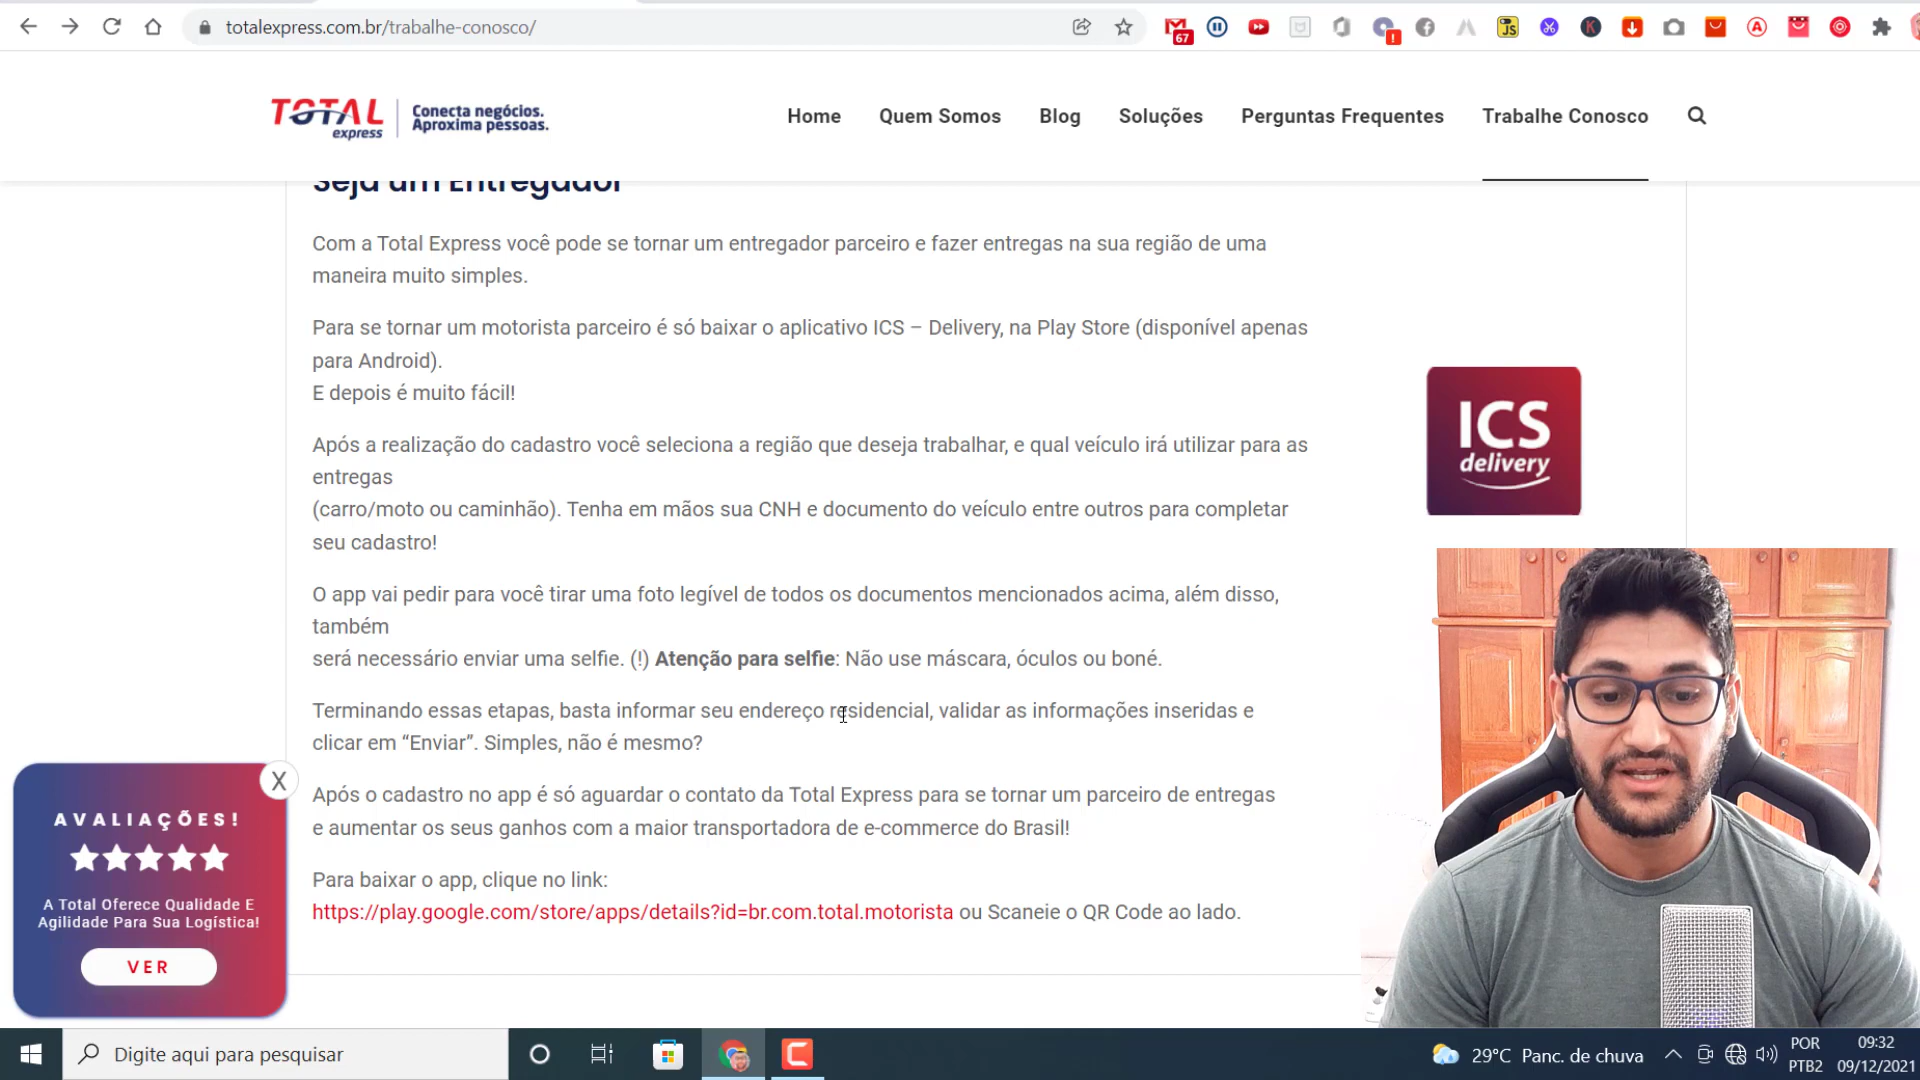 totalexpress.com.br/trabalhe-conosco/
67
JS
K
A
TOTAL
express
Conecta negócios.
Aproxima pessoas.
Home
Quem Somos
Blog
Soluções
Perguntas Frequentes
Trabalhe Conosco
Seja um Entregador
Com a Total Express você pode se tornar um entregador parceiro e fazer entregas na sua região de uma
maneira muito simples.
Para se tornar um motorista parceiro é só baixar o aplicativo ICS – Delivery, na Play Store (disponível apenas
para Android).
E depois é muito fácil!
Após a realização do cadastro você seleciona a região que deseja trabalhar, e qual veículo irá utilizar para as
entregas
(carro/moto ou caminhão). Tenha em mãos sua CNH e documento do veículo entre outros para completar
seu cadastro!
O app vai pedir para você tirar uma foto legível de todos os documentos mencionados acima, além disso,
também
será necessário enviar uma selfie. (!) Atenção para selfie: Não use máscara, óculos ou boné.
Terminando essas etapas, basta informar seu endereço residencial, validar as informações inseridas e
clicar em “Enviar”. Simples, não é mesmo?
Após o cadastro no app é só aguardar o contato da Total Express para se tornar um parceiro de entregas
e aumentar os seus ganhos com a maior transportadora de e-commerce do Brasil!
Para baixar o app, clique no link:
https://play.google.com/store/apps/details?id=br.com.total.motorista ou Scaneie o QR Code ao lado.
ICS
delivery
X
AVALIAÇÕES!
A Total Oferece Qualidade E
Agilidade Para Sua Logística!
VER
Digite aqui para pesquisar
29°C Panc. de chuva
POR
PTB2
09:32
09/12/2021